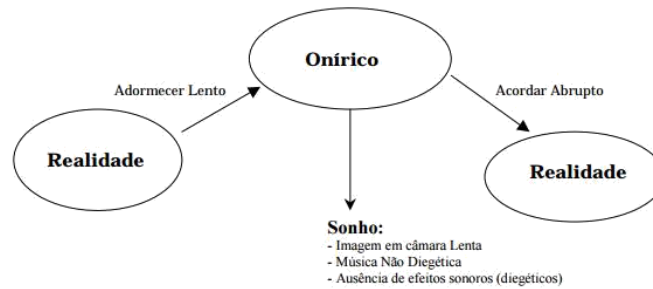 Onírico
Adormecer Lento
Acordar Abrupto
Realidade
Realidade
Sonho:
- Imagem em câmara Lenta
- Música Não Diegética
- Ausência de efeitos sonoros (diegéticos)